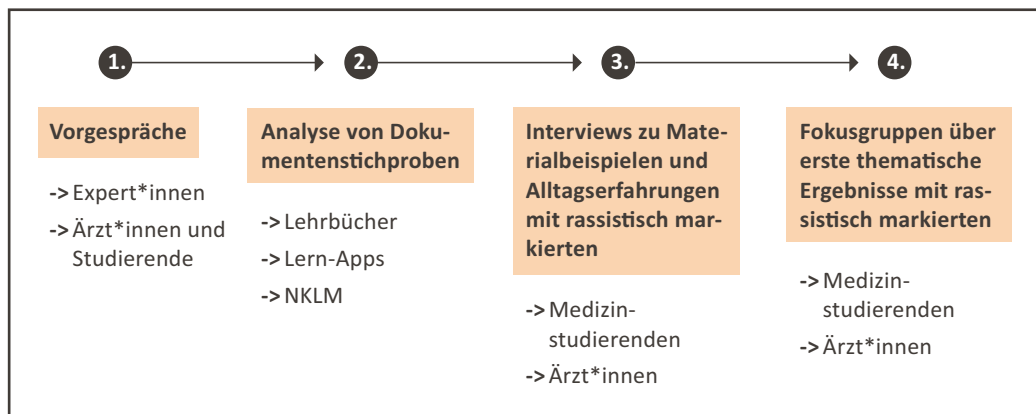 1.
2.
3.
4.
Vorgespräche
-> Expert*innen
-> Ärzt*innen und
Studierende
Analyse von Doku-
mentenstichproben
-> Lehrbücher
-> Lern-Apps
-> NKLM
Interviews zu Mate-
rialbeispielen und
Alltagserfahrungen
mit rassistisch mar-
kierten
-> Medizin-
studierenden
-> Ärzt*innen
Fokusgruppen über
erste thematische
Ergebnisse mit ras-
sistisch markierten
-> Medizin-
studierenden
-> Ärzt*innen